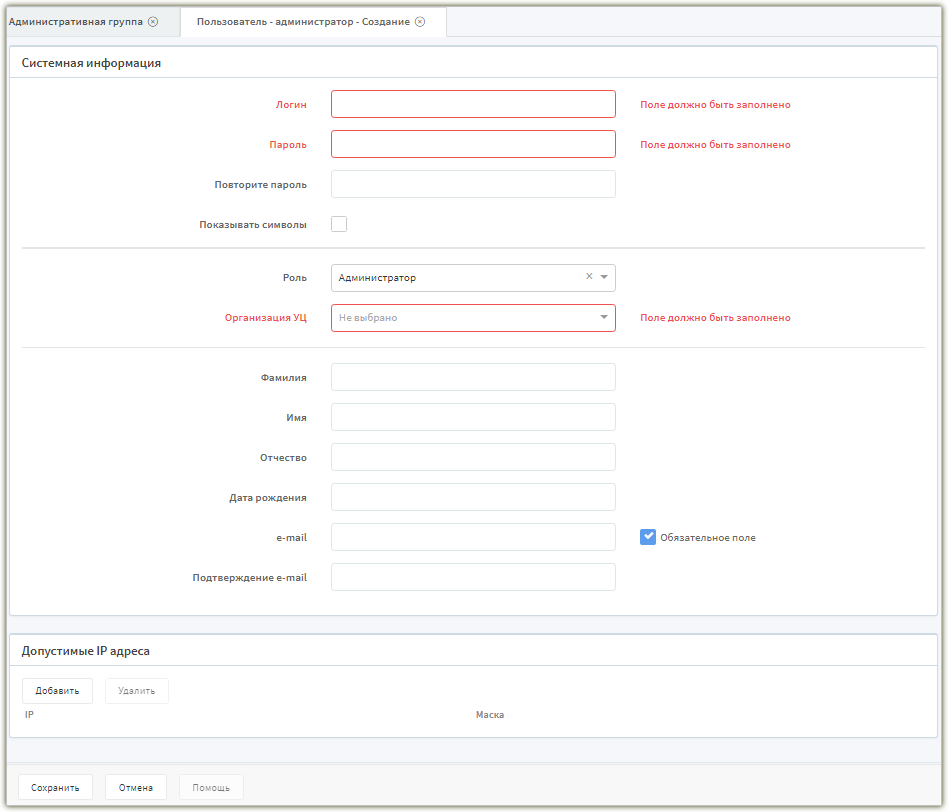 Административная группа Пользователь - администратор - Создание
Системная информация
Логин Поле должно быть заполнено
Пароль Поле должно быть заполнено
Повторите пароль
Показывать символы
Роль Администратор
Организация УЦ Не выбрано Поле должно быть заполнено
Фамилия
Имя
Отчество
Дата рождения
e-mail Обязательное поле
Подтверждение e-mail
Допустимые IP адреса
Добавить Удалить
IP Маска
Сохранить Отмена Помощь